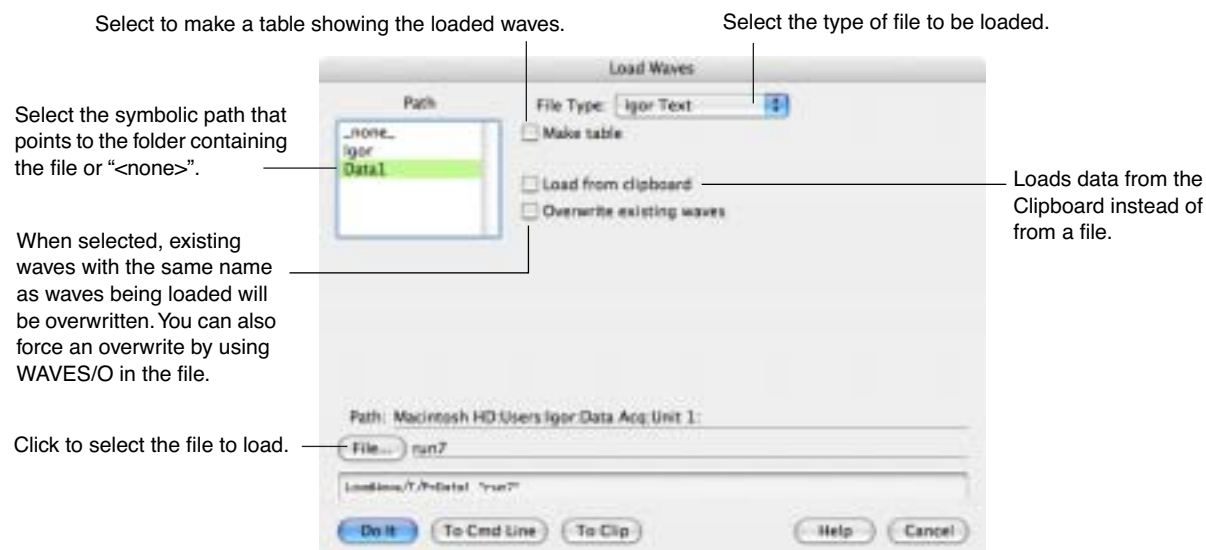 Select to make a table showing the loaded waves.
Select the type of file to be loaded.
Load Waves
Path
File Type: Igor Text
Select the symbolic path that
points to the folder containing
the file or “<none>”.
_none_
Igor
Data1
Make table
Load from clipboard
Overwrite existing waves
Loads data from the
Clipboard instead of
from a file.
When selected, existing
waves with the same name
as waves being loaded will
be overwritten. You can also
force an overwrite by using
WAVES/O in the file.
Path: Macintosh HD:Users:Igor:Data Acq:Unit 1:
Click to select the file to load.
File... run7
LoadWave/T/P=Data1 "run7"
Do It To Cmd Line To Clip Help Cancel